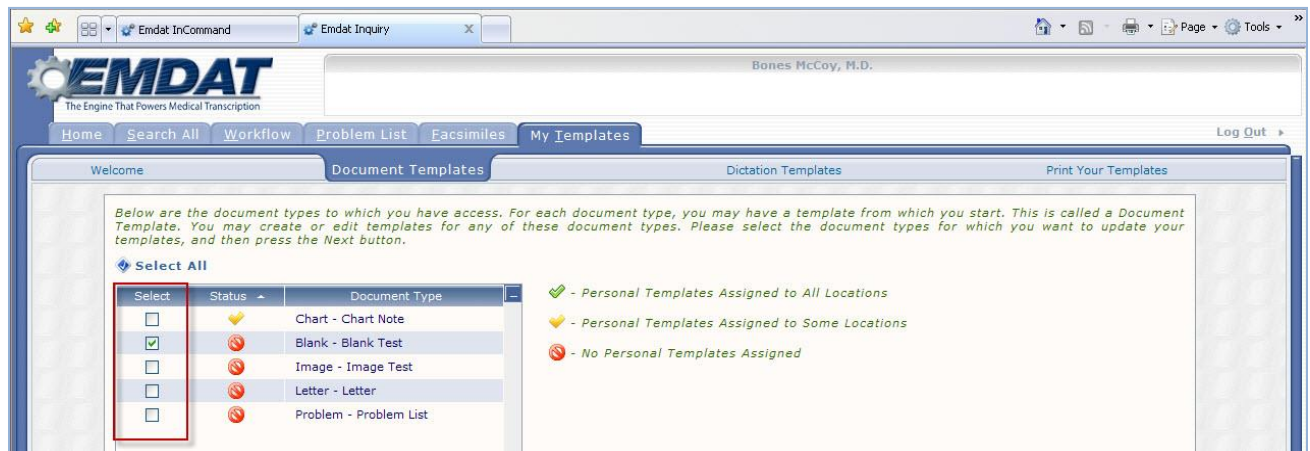 Emdat InCommand Emdat Inquiry X Page Tools »
EMDAT
The Engine That Powers Medical Transcription
Bones McCoy, M.D.
Home Search All Workflow Problem List Facsimiles My Templates Log Out
Welcome Document Templates Dictation Templates Print Your Templates
Below are the document types to which you have access. For each document type, you may have a template from which you start. This is called a Document
Template. You may create or edit templates for any of these document types. Please select the document types for which you want to update your
templates, and then press the Next button.
Select All
Select Status Document Type
Chart - Chart Note
Blank - Blank Test
Image - Image Test
Letter - Letter
Problem - Problem List
- Personal Templates Assigned to All Locations
- Personal Templates Assigned to Some Locations
- No Personal Templates Assigned